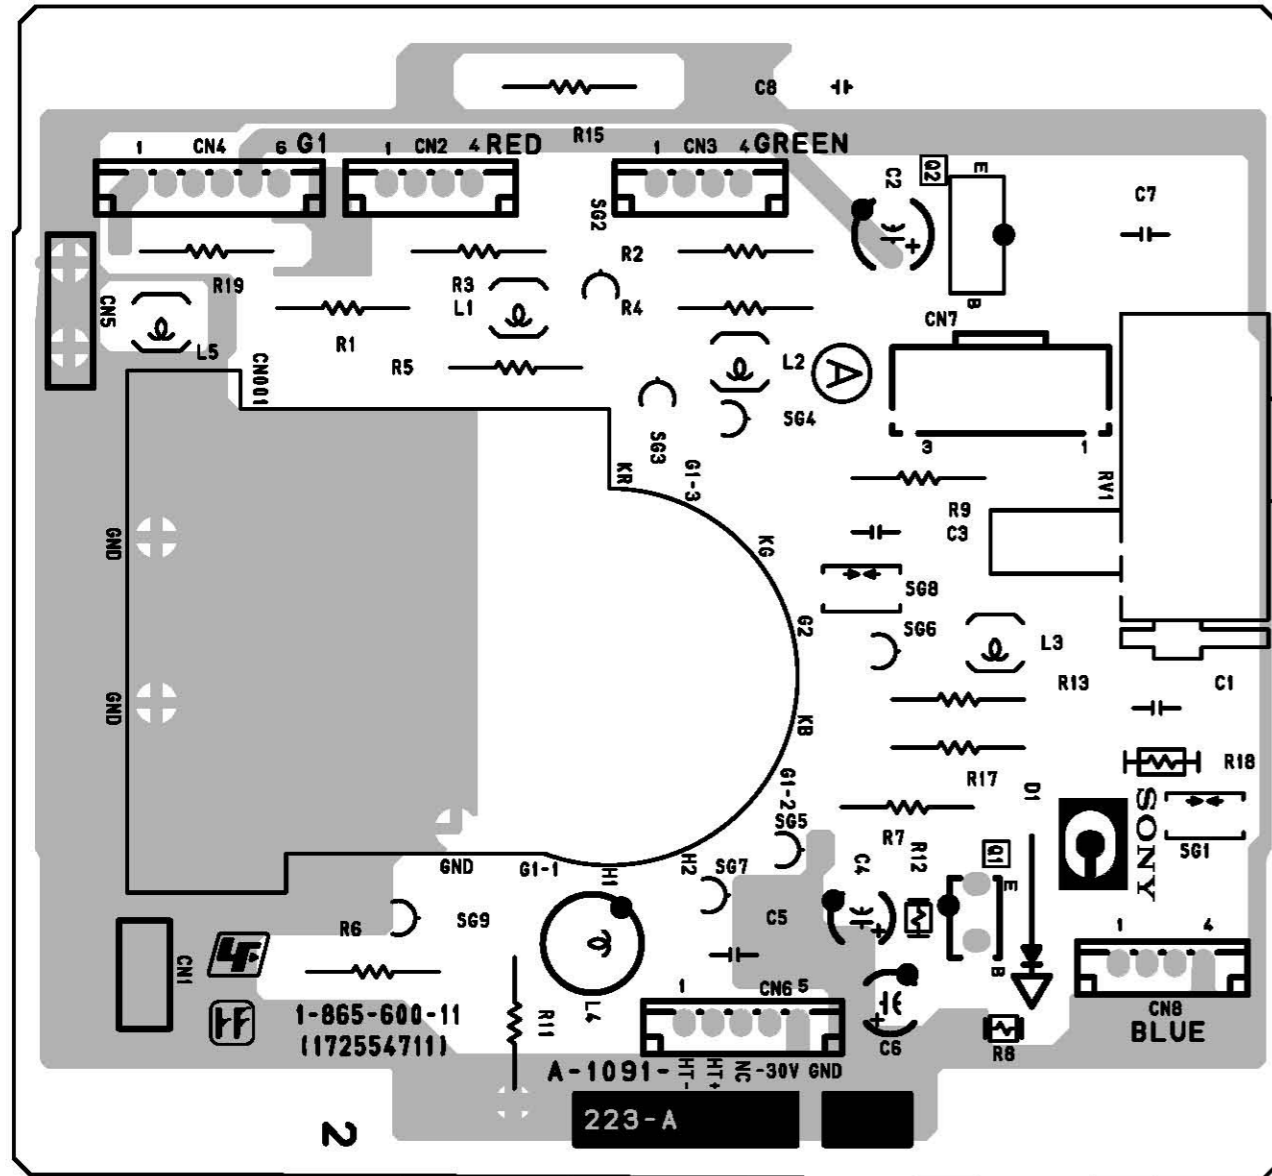 C8
R15
1 CN4 6 G1
1 CN2 4 RED
1 CN3 4 GREEN
SG2
C2
Q2
E
B
C7
R19
R3
R2
CN5
L1
R4
L5
R1
R5
CN7
L2
A
CN001
SG4
SG3
3 1
KR
G1-3
RV1
R9
C3
GND
KG
SG8
G2
SG6
L3
R13
C1
GND
KB
R17
R18
G1-2
D1
SONY
SG5
R7
SG1
GND
G1-1
H1
H2
SG7
C4
R12
Q1
E
B
R6
SG9
C5
1 4
CN1
CN8
BLUE
1-865-600-11
(172554711)
R11
L4
1 CN6 5
C6
R8
A-1091-
HT-
HT+
NC
-30V GND
223-A
2